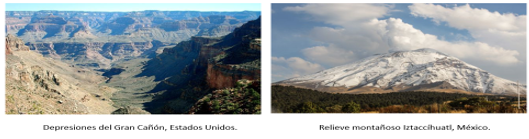 Depresiones del Gran Cañón, Estados Unidos.
Relieve montañoso Iztaccíhuatl, México.